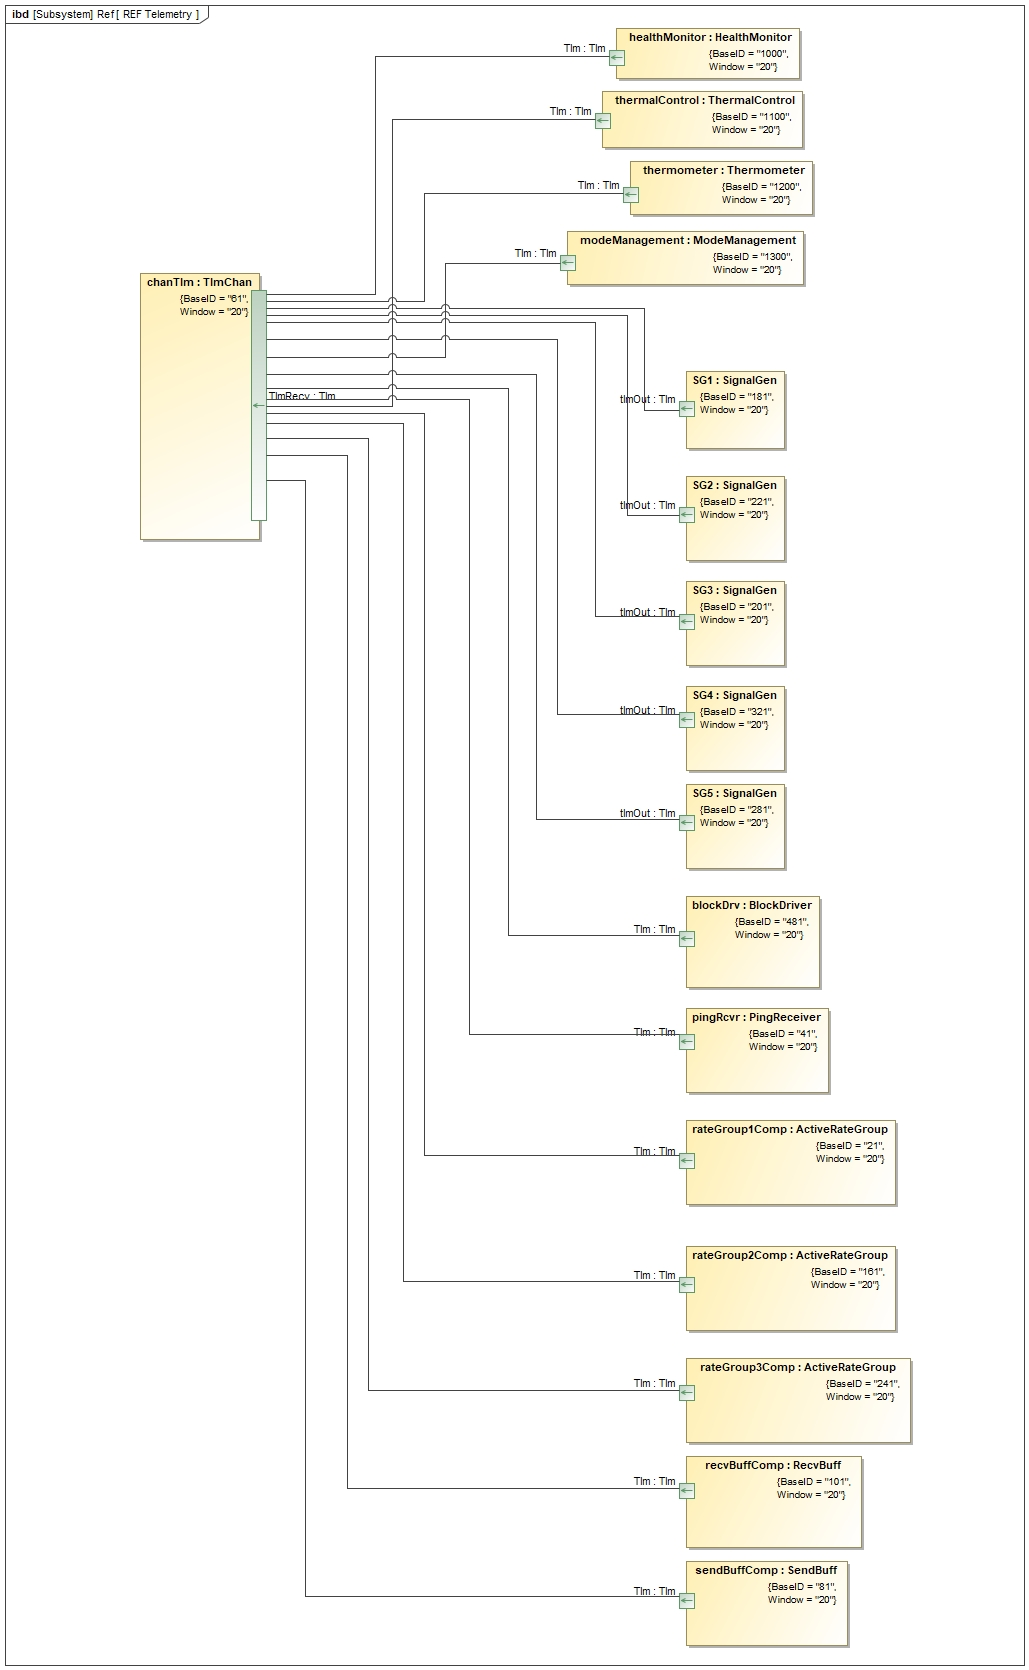 ibd [Subsystem] Ref [ REF Telemetry ]
healthMonitor : HealthMonitor
{BaseID = "1000",
Window = "20"}
Tlm : Tlm
thermalControl : ThermalControl
{BaseID = "1100",
Window = "20"}
Tlm : Tlm
thermometer : Thermometer
{BaseID = "1200",
Window = "20"}
Tlm : Tlm
modeManagement : ModeManagement
{BaseID = "1300",
Window = "20"}
Tlm : Tlm
chanTlm : TlmChan
{BaseID = "61",
Window = "20"}
TlmRecv : Tlm
SG1 : SignalGen
{BaseID = "181",
Window = "20"}
tlmOut : Tlm
SG2 : SignalGen
{BaseID = "221",
Window = "20"}
tlmOut : Tlm
SG3 : SignalGen
{BaseID = "201",
Window = "20"}
tlmOut : Tlm
SG4 : SignalGen
{BaseID = "321",
Window = "20"}
tlmOut : Tlm
SG5 : SignalGen
{BaseID = "281",
Window = "20"}
tlmOut : Tlm
blockDrv : BlockDriver
{BaseID = "481",
Window = "20"}
Tlm : Tlm
pingRcvr : PingReceiver
{BaseID = "41",
Window = "20"}
Tlm : Tlm
rateGroup1Comp : ActiveRateGroup
{BaseID = "21",
Window = "20"}
Tlm : Tlm
rateGroup2Comp : ActiveRateGroup
{BaseID = "161",
Window = "20"}
Tlm : Tlm
rateGroup3Comp : ActiveRateGroup
{BaseID = "241",
Window = "20"}
Tlm : Tlm
recvBuffComp : RecvBuff
{BaseID = "101",
Window = "20"}
Tlm : Tlm
sendBuffComp : SendBuff
{BaseID = "81",
Window = "20"}
Tlm : Tlm